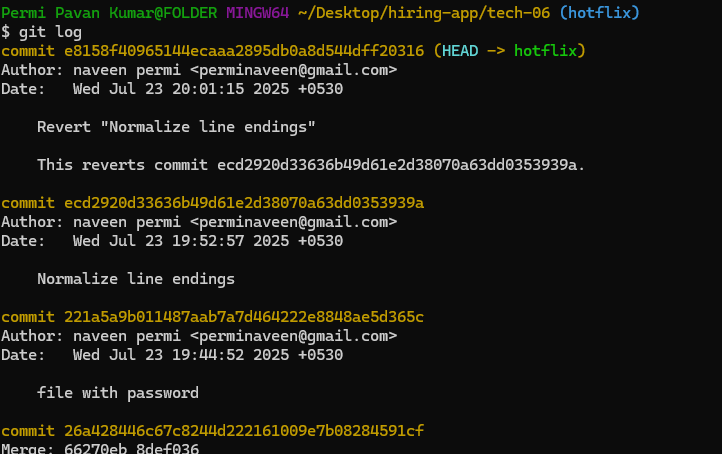 Permi Pavan Kumar@FOLDER MINGW64 ~/Desktop/hiring-app/tech-06 (hotflix)
$ git log
commit e8158f40965144ecaaa2895db0a8d544dff20316 (HEAD -> hotflix)
Author: naveen permi <perminaveen@gmail.com>
Date:   Wed Jul 23 20:01:15 2025 +0530
Revert "Normalize line endings"
This reverts commit ecd2920d33636b49d61e2d38070a63dd0353939a.
commit ecd2920d33636b49d61e2d38070a63dd0353939a
Author: naveen permi <perminaveen@gmail.com>
Date:   Wed Jul 23 19:52:57 2025 +0530
Normalize line endings
commit 221a5a9b011487aab7a7d464222e8848ae5d365c
Author: naveen permi <perminaveen@gmail.com>
Date:   Wed Jul 23 19:44:52 2025 +0530
file with password
commit 26a428446c67c8244d222161009e7b08284591cf
Merge: 66270eb 8def036